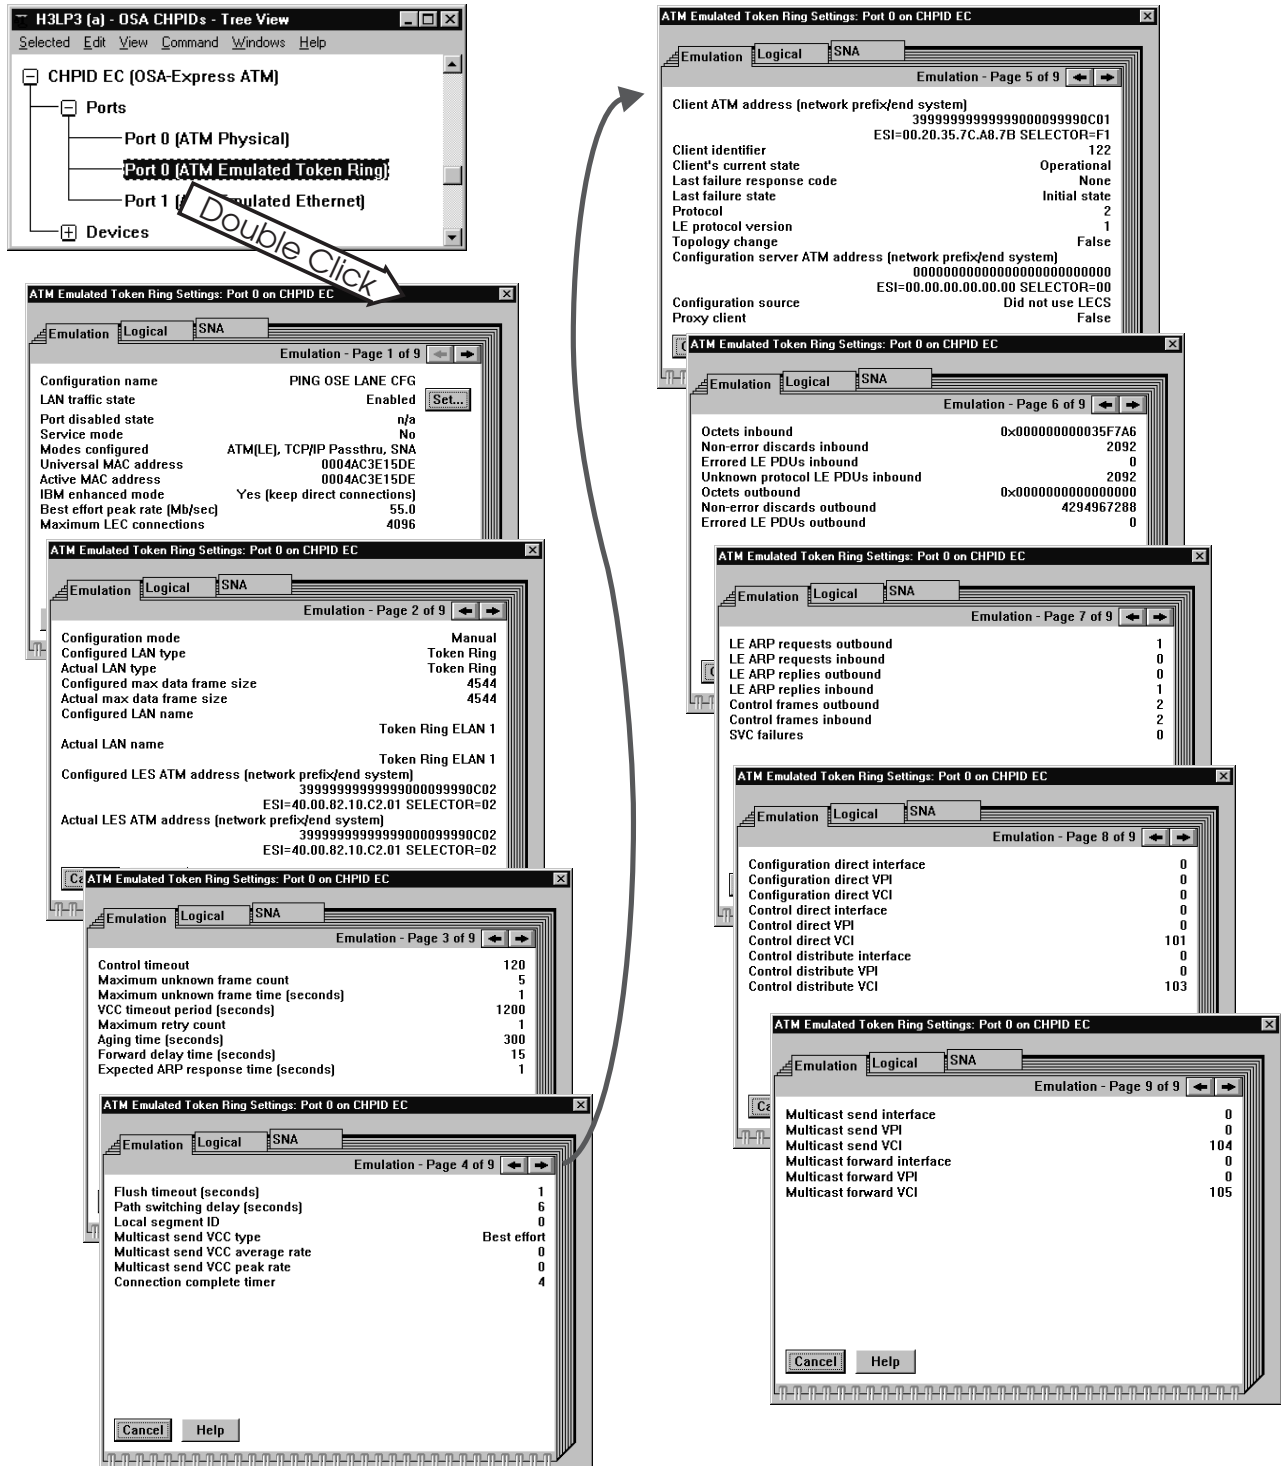 H3LP3 (a) - OSA CHPIDs - Tree View
Selected Edit View Command Windows Help
CHPID EC (OSA-Express ATM)
Ports
Port 0 (ATM Physical)
Port 0 (ATM Emulated Token Ring)
Port 1 (A ulated Ethernet)
Devices
Double Click
ATM Emulated Token Ring Settings: Port 0 on CHPID EC
Emulation Logical SNA
Emulation - Page 1 of 9
Configuration name PING OSE LANE CFG
LAN traffic state Enabled Set...
Port disabled state n/a
Service mode No
Modes configured ATM(LE), TCP/IP Passthru, SNA
Universal MAC address 0004AC3E15DE
Active MAC address 0004AC3E15DE
IBM enhanced mode Yes (keep direct connections)
Best effort peak rate (Mb/sec) 55.0
Maximum LEC connections 4096
ATM Emulated Token Ring Settings: Port 0 on CHPID EC
Emulation Logical SNA
Emulation - Page 2 of 9
Configuration mode Manual
Configured LAN type Token Ring
Actual LAN type Token Ring
Configured max data frame size 4544
Actual max data frame size 4544
Configured LAN name
Token Ring ELAN 1
Actual LAN name
Token Ring ELAN 1
Configured LES ATM address (network prefix/end system)
39999999999999000099990C02
ESI=40.00.82.10.C2.01 SELECTOR=02
Actual LES ATM address (network prefix/end system)
39999999999999000099990C02
ESI=40.00.82.10.C2.01 SELECTOR=02
Ca
ATM Emulated Token Ring Settings: Port 0 on CHPID EC
Emulation Logical SNA
Emulation - Page 3 of 9
Control timeout 120
Maximum unknown frame count 5
Maximum unknown frame time (seconds) 1
VCC timeout period (seconds) 1200
Maximum retry count 1
Aging time (seconds) 300
Forward delay time (seconds) 15
Expected ARP response time (seconds) 1
ATM Emulated Token Ring Settings: Port 0 on CHPID EC
Emulation Logical SNA
Emulation - Page 4 of 9
Flush timeout (seconds) 1
Path switching delay (seconds) 6
Local segment ID 0
Multicast send VCC type Best effort
Multicast send VCC average rate 0
Multicast send VCC peak rate 0
Connection complete timer 4
Cancel Help
ATM Emulated Token Ring Settings: Port 0 on CHPID EC
Emulation Logical SNA
Emulation - Page 5 of 9
Client ATM address (network prefix/end system)
39999999999999000099990C01
ESI=00.20.35.7C.A8.7B SELECTOR=F1
Client identifier 122
Client's current state Operational
Last failure response code None
Last failure state Initial state
Protocol 2
LE protocol version 1
Topology change False
Configuration server ATM address (network prefix/end system)
00000000000000000000000000
ESI=00.00.00.00.00.00 SELECTOR=00
Configuration source Did not use LECS
Proxy client False
ATM Emulated Token Ring Settings: Port 0 on CHPID EC
Emulation Logical SNA
Emulation - Page 6 of 9
Octets inbound 0x000000000035F7A6
Non-error discards inbound 2092
Errored LE PDUs inbound 0
Unknown protocol LE PDUs inbound 2092
Octets outbound 0x0000000000000000
Non-error discards outbound 4294967288
Errored LE PDUs outbound 0
ATM Emulated Token Ring Settings: Port 0 on CHPID EC
Emulation Logical SNA
Emulation - Page 7 of 9
LE ARP requests outbound 1
LE ARP requests inbound 0
LE ARP replies outbound 0
LE ARP replies inbound 1
Control frames outbound 2
Control frames inbound 2
SVC failures 0
ATM Emulated Token Ring Settings: Port 0 on CHPID EC
Emulation Logical SNA
Emulation - Page 8 of 9
Configuration direct interface 0
Configuration direct VPI 0
Configuration direct VCI 0
Control direct interface 0
Control direct VPI 0
Control direct VCI 101
Control distribute interface 0
Control distribute VPI 0
Control distribute VCI 103
Ca
ATM Emulated Token Ring Settings: Port 0 on CHPID EC
Emulation Logical SNA
Emulation - Page 9 of 9
Multicast send interface 0
Multicast send VPI 0
Multicast send VCI 104
Multicast forward interface 0
Multicast forward VPI 0
Multicast forward VCI 105
Cancel Help